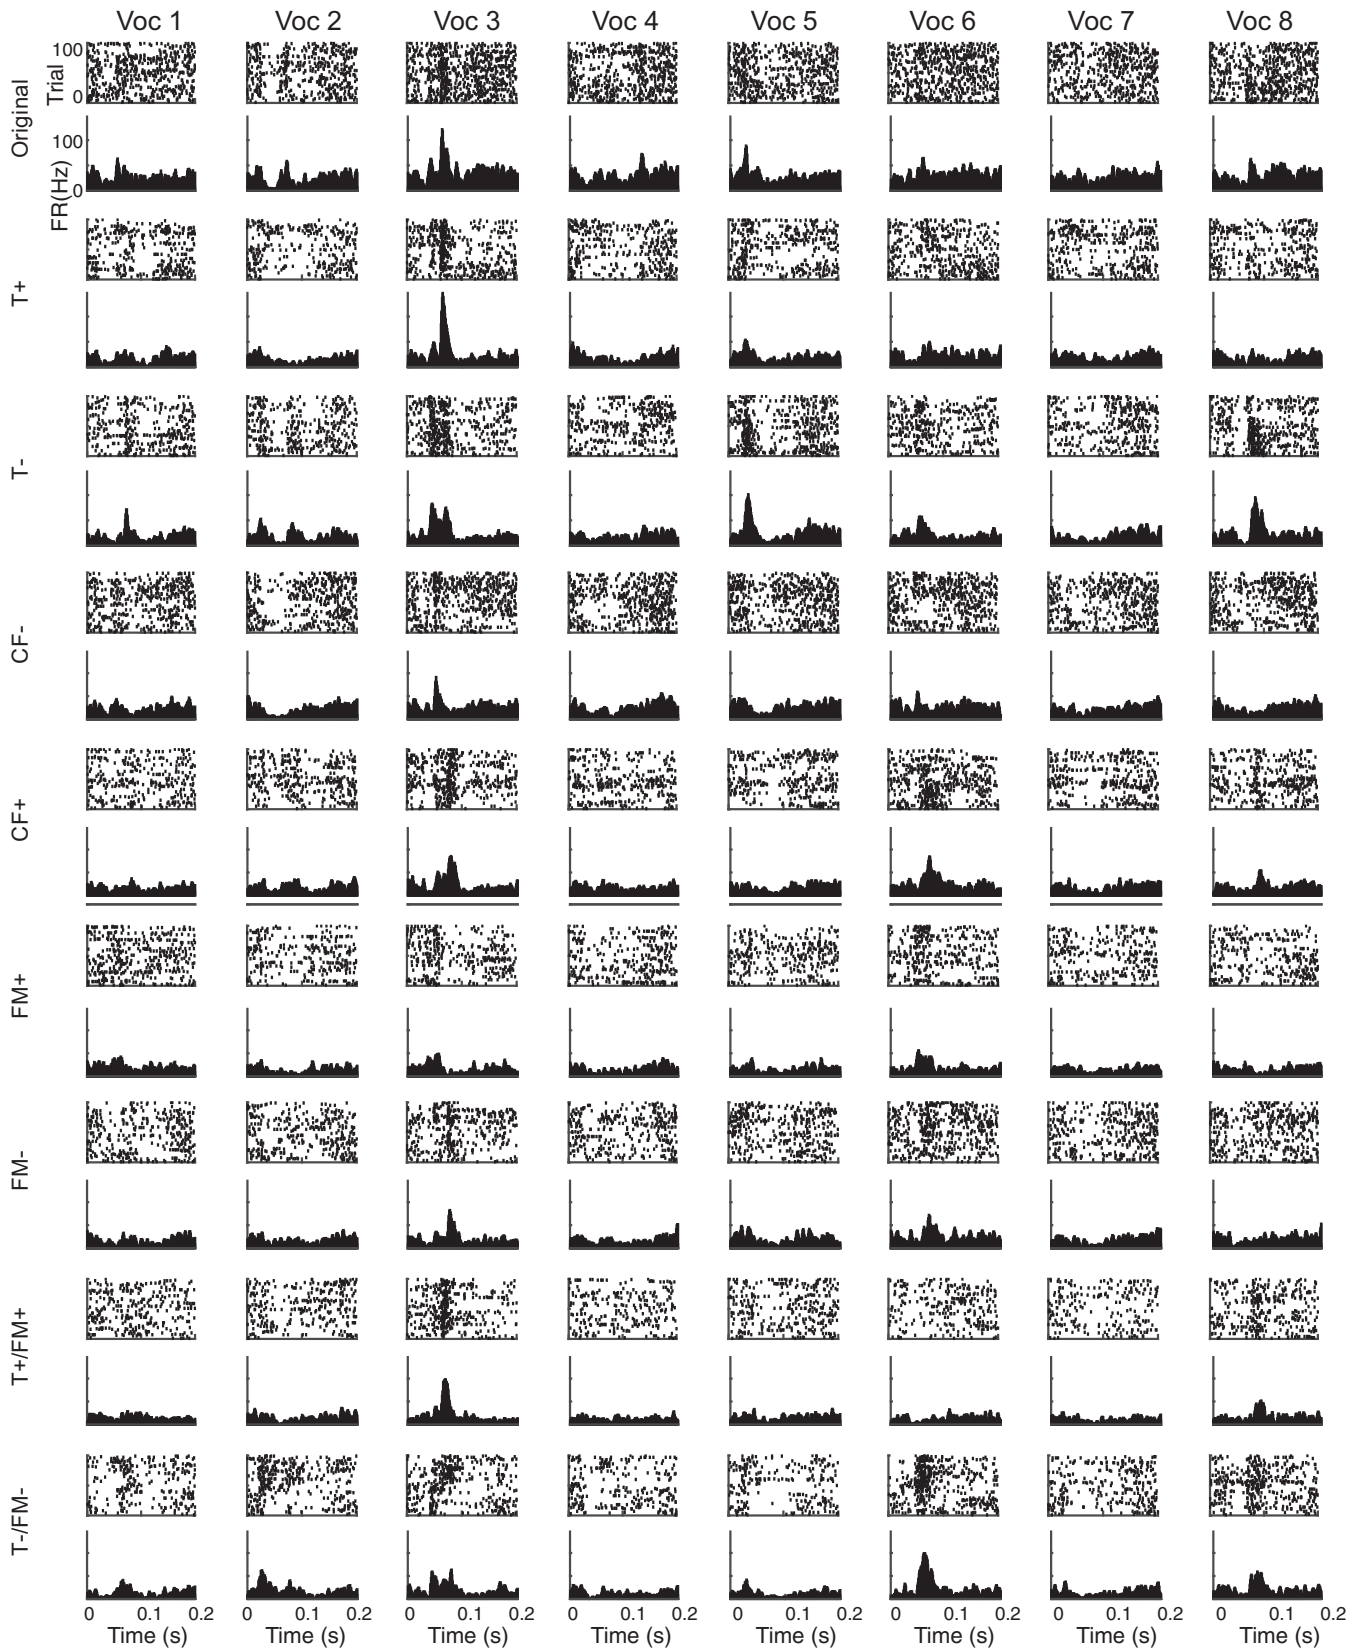 Voc 1 Voc 2 Voc 3 Voc 4 Voc 5 Voc 6 Voc 7 Voc 8
Original
Trial
100
0
FR(Hz)
100
0
T+
T-
CF-
CF+
FM+
FM-
T+/FM+
T-/FM-
0 0.1 0.2 0 0.1 0.2 0 0.1 0.2 0 0.1 0.2 0 0.1 0.2 0 0.1 0.2 0 0.1 0.2 0 0.1 0.2
Time (s) Time (s) Time (s) Time (s) Time (s) Time (s) Time (s) Time (s)